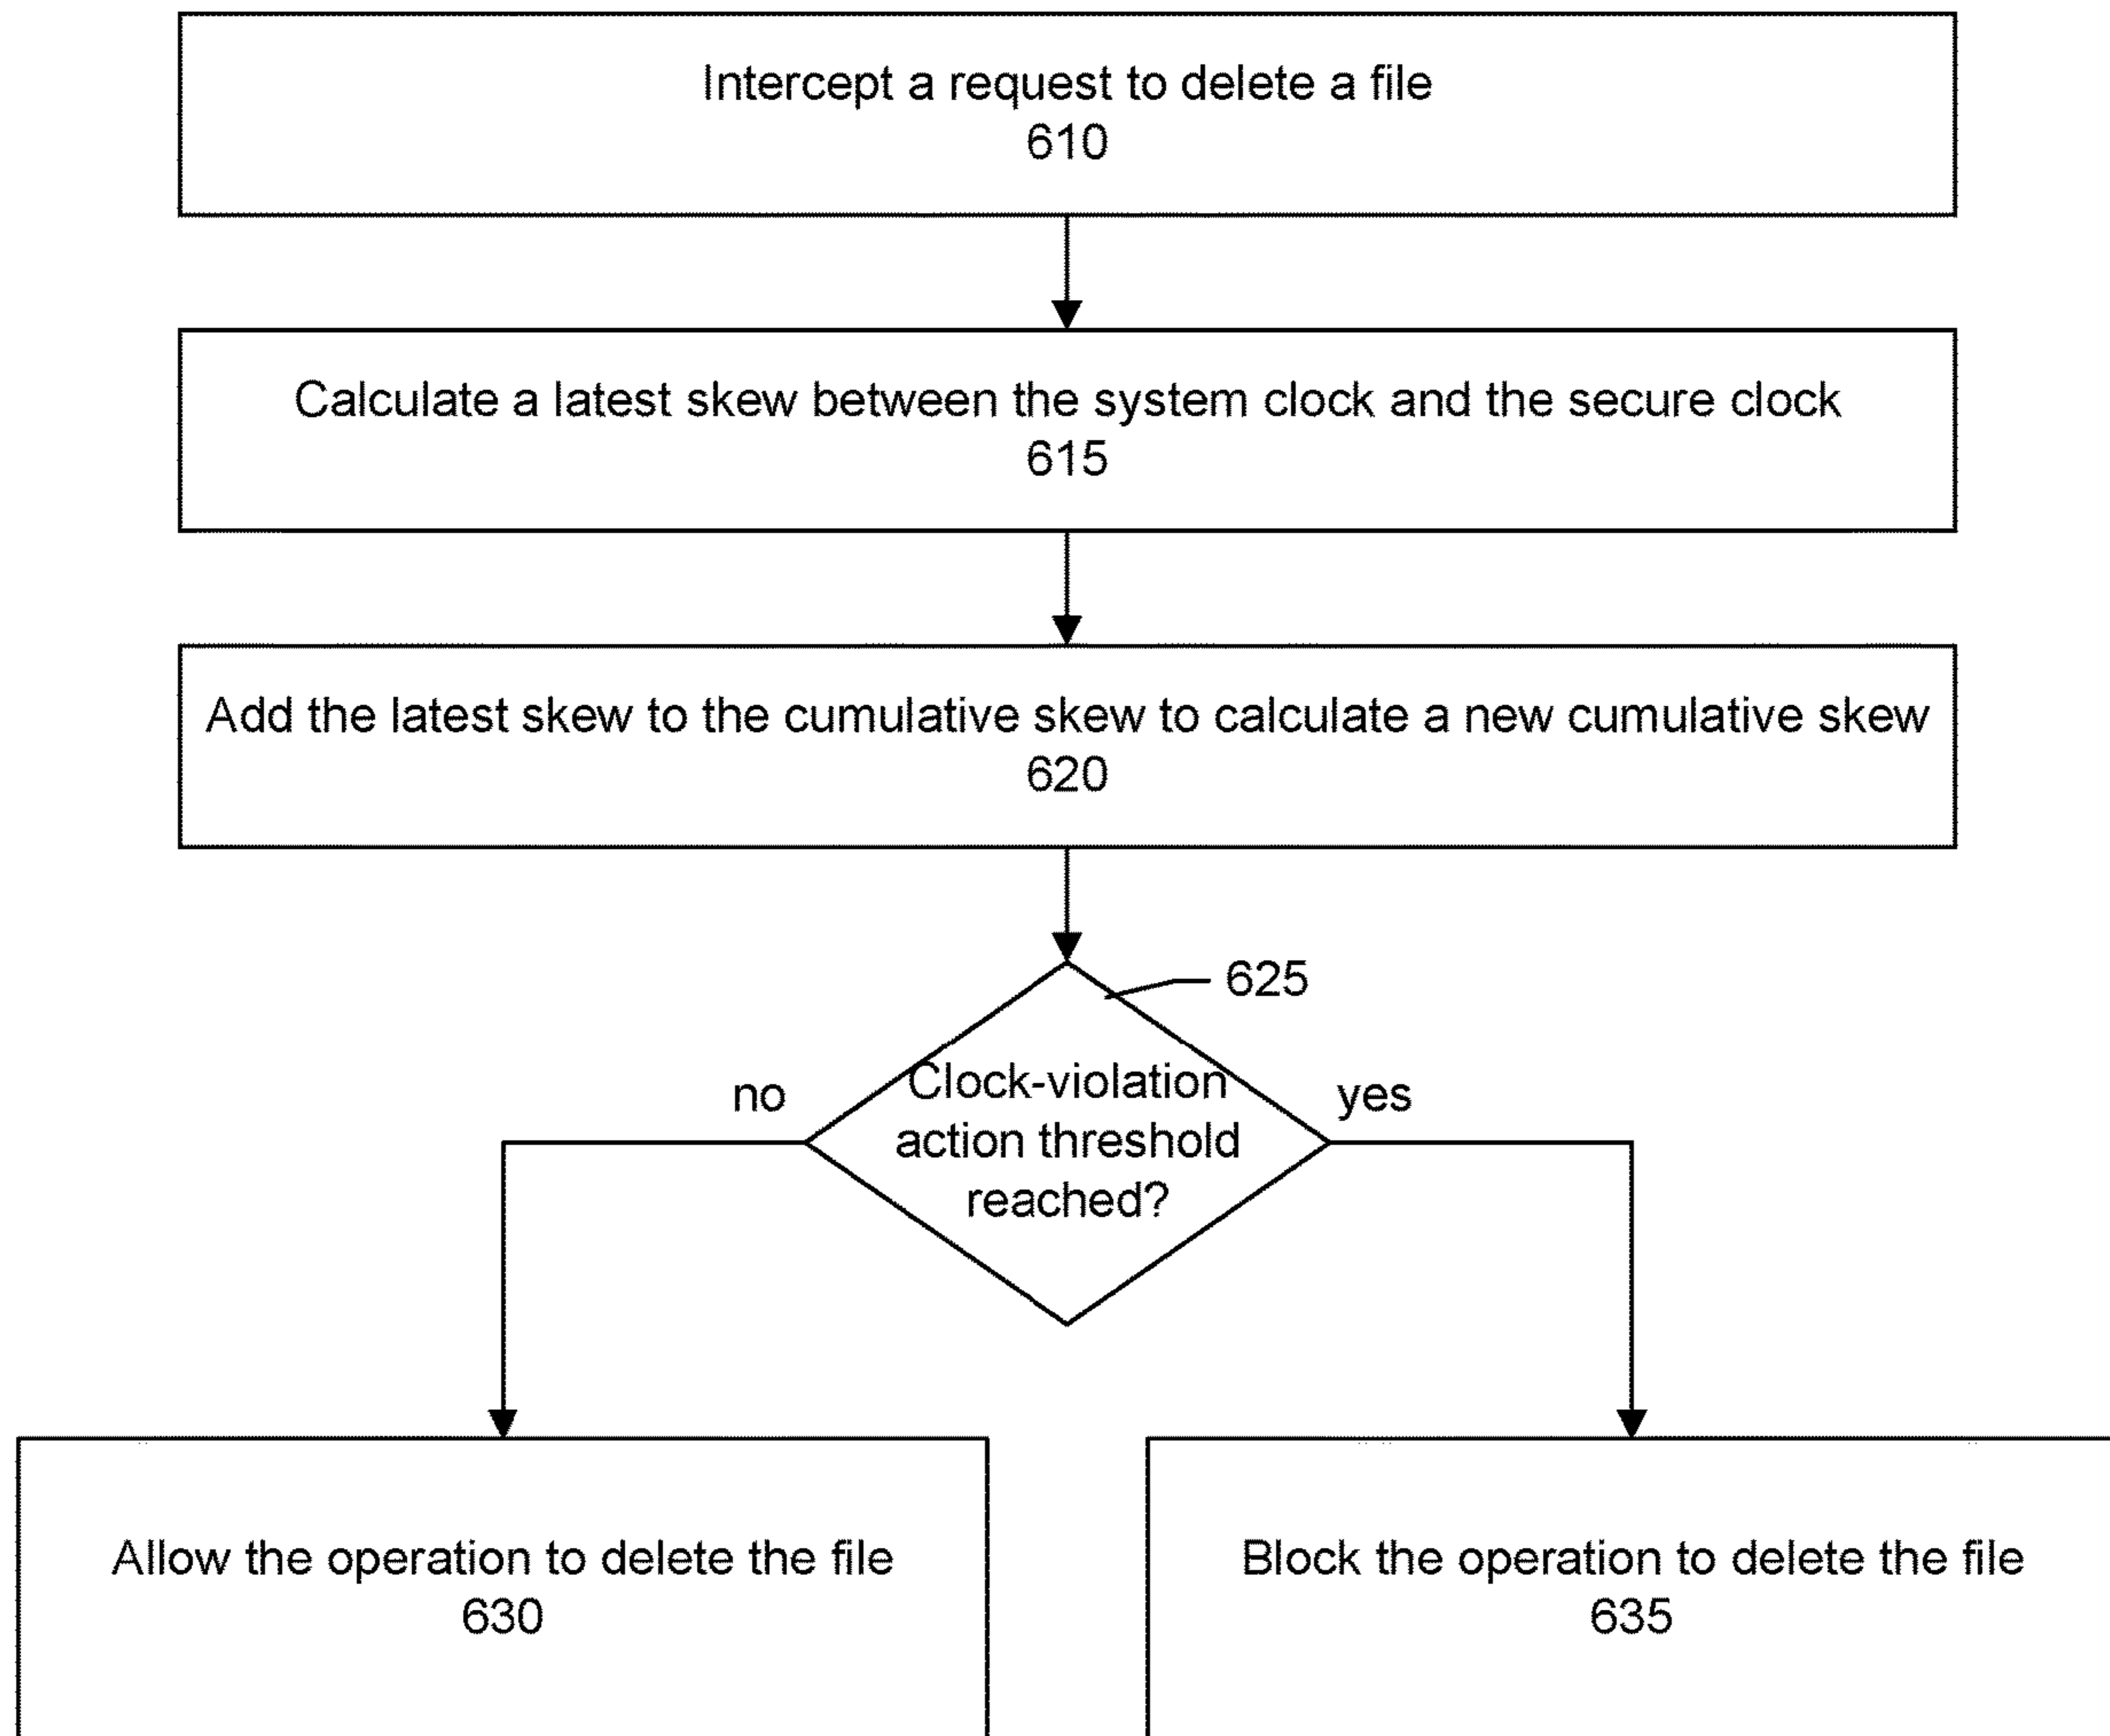 Intercept a request to delete a file
610
Calculate a latest skew between the system clock and the secure clock
615
Add the latest skew to the cumulative skew to calculate a new cumulative skew
620
625
Clock-violation
action threshold
reached?
no
yes
Allow the operation to delete the file
630
Block the operation to delete the file
635